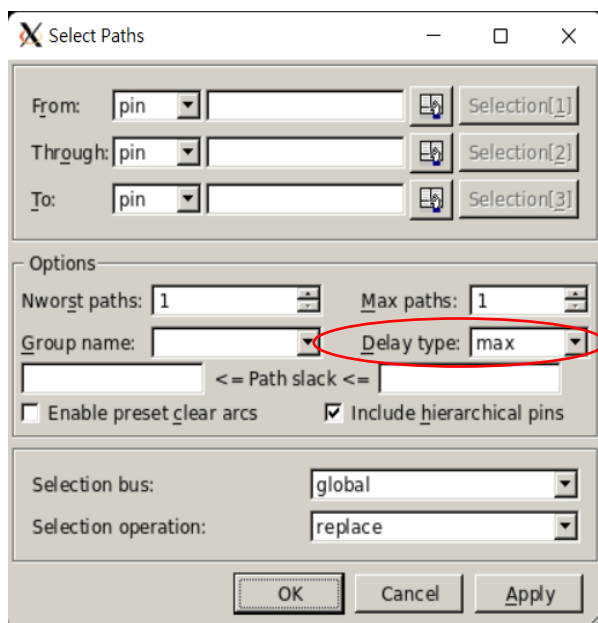 Select Paths
From: pin Selection[1]
Through: pin Selection[2]
To: pin Selection[3]
Options
Nworst paths: 1 Max paths: 1
Group name: Delay type: max
<= Path slack <=
Enable preset clear arcs Include hierarchical pins
Selection bus: global
Selection operation: replace
OK Cancel Apply